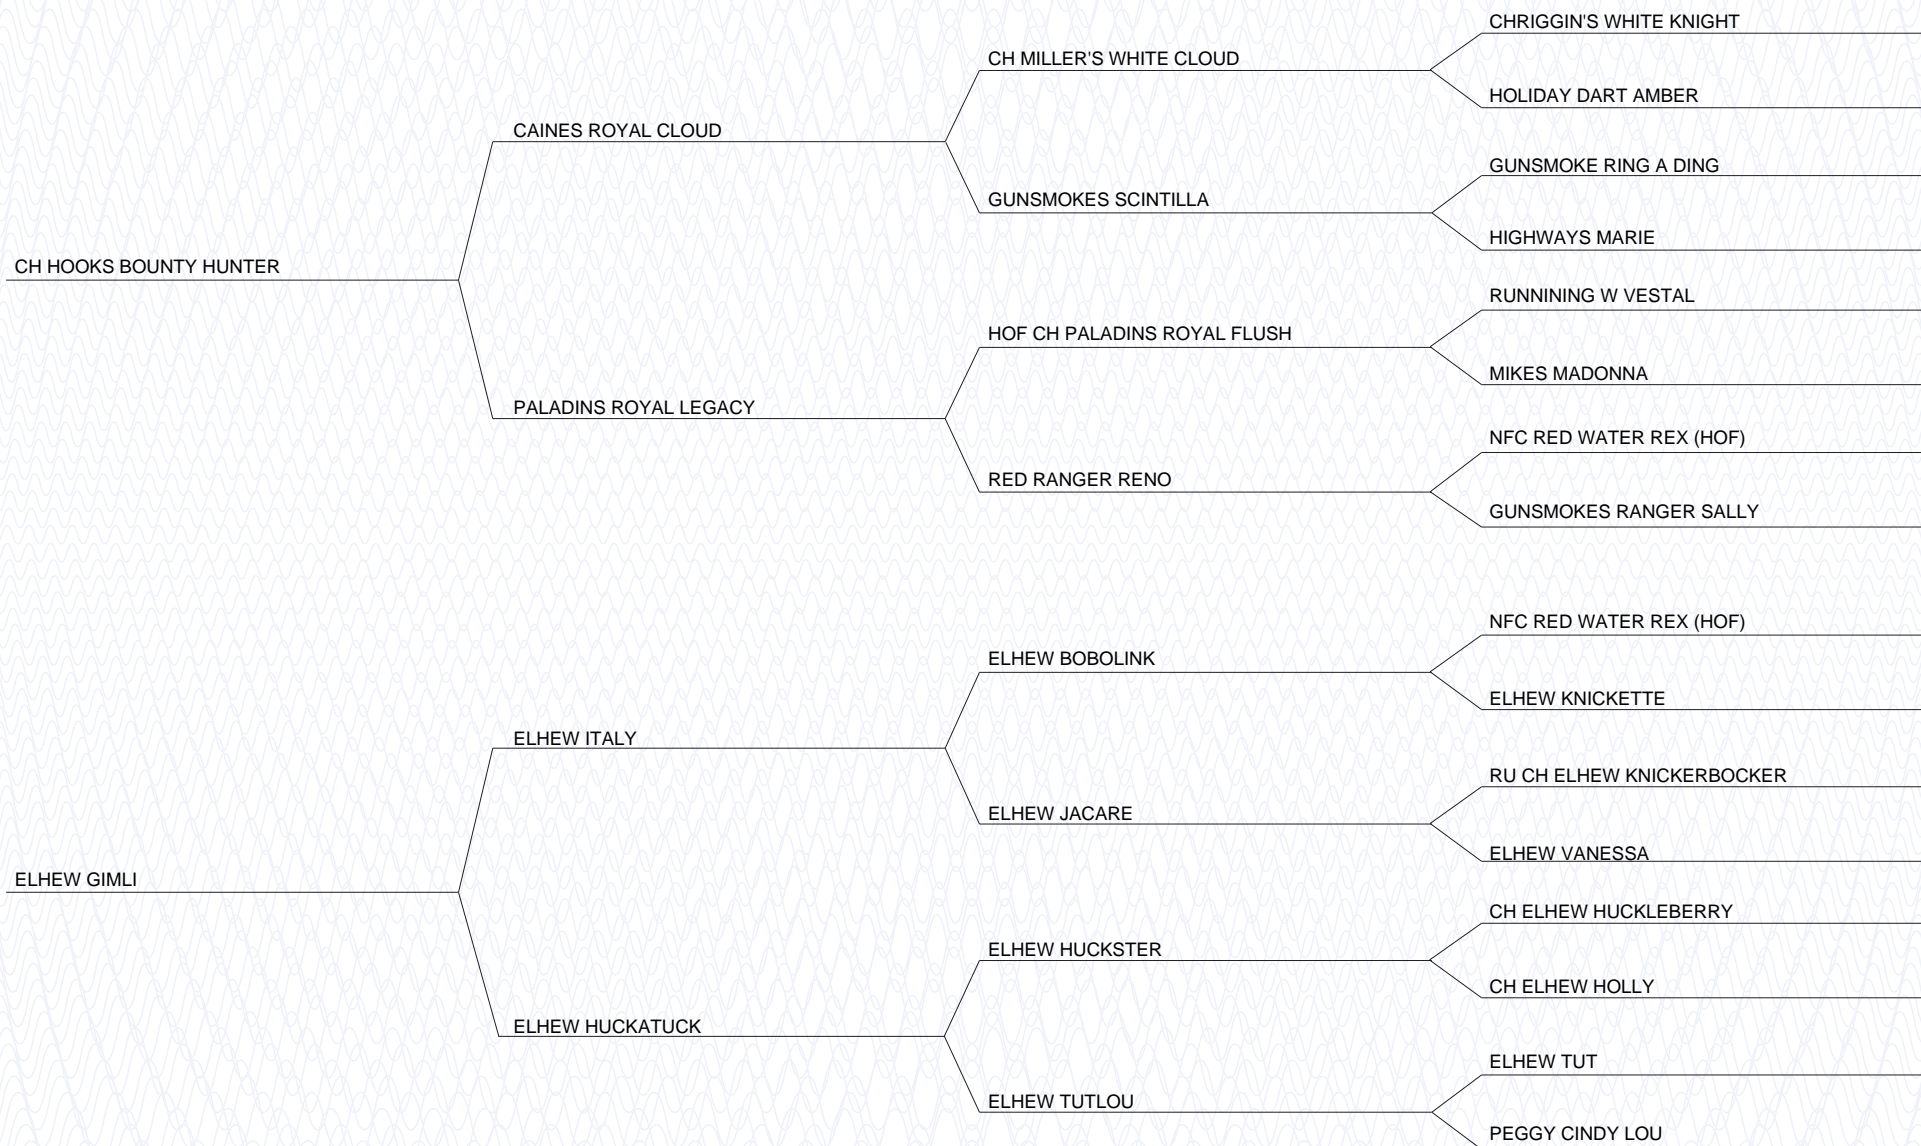 CHRIGGIN'S WHITE KNIGHT
CH MILLER'S WHITE CLOUD
HOLIDAY DART AMBER
CAINES ROYAL CLOUD
GUNSMOKE RING A DING
GUNSMOKES SCINTILLA
HIGHWAYS MARIE
CH HOOKS BOUNTY HUNTER
RUNNINING W VESTAL
HOF CH PALADINS ROYAL FLUSH
MIKES MADONNA
PALADINS ROYAL LEGACY
NFC RED WATER REX (HOF)
RED RANGER RENO
GUNSMOKES RANGER SALLY
NFC RED WATER REX (HOF)
ELHEW BOBOLINK
ELHEW KNICKETTE
ELHEW ITALY
RU CH ELHEW KNICKERBOCKER
ELHEW JACARE
ELHEW VANESSA
ELHEW GIMLI
CH ELHEW HUCKLEBERRY
ELHEW HUCKSTER
CH ELHEW HOLLY
ELHEW HUCKATUCK
ELHEW TUT
ELHEW TUTLOU
PEGGY CINDY LOU